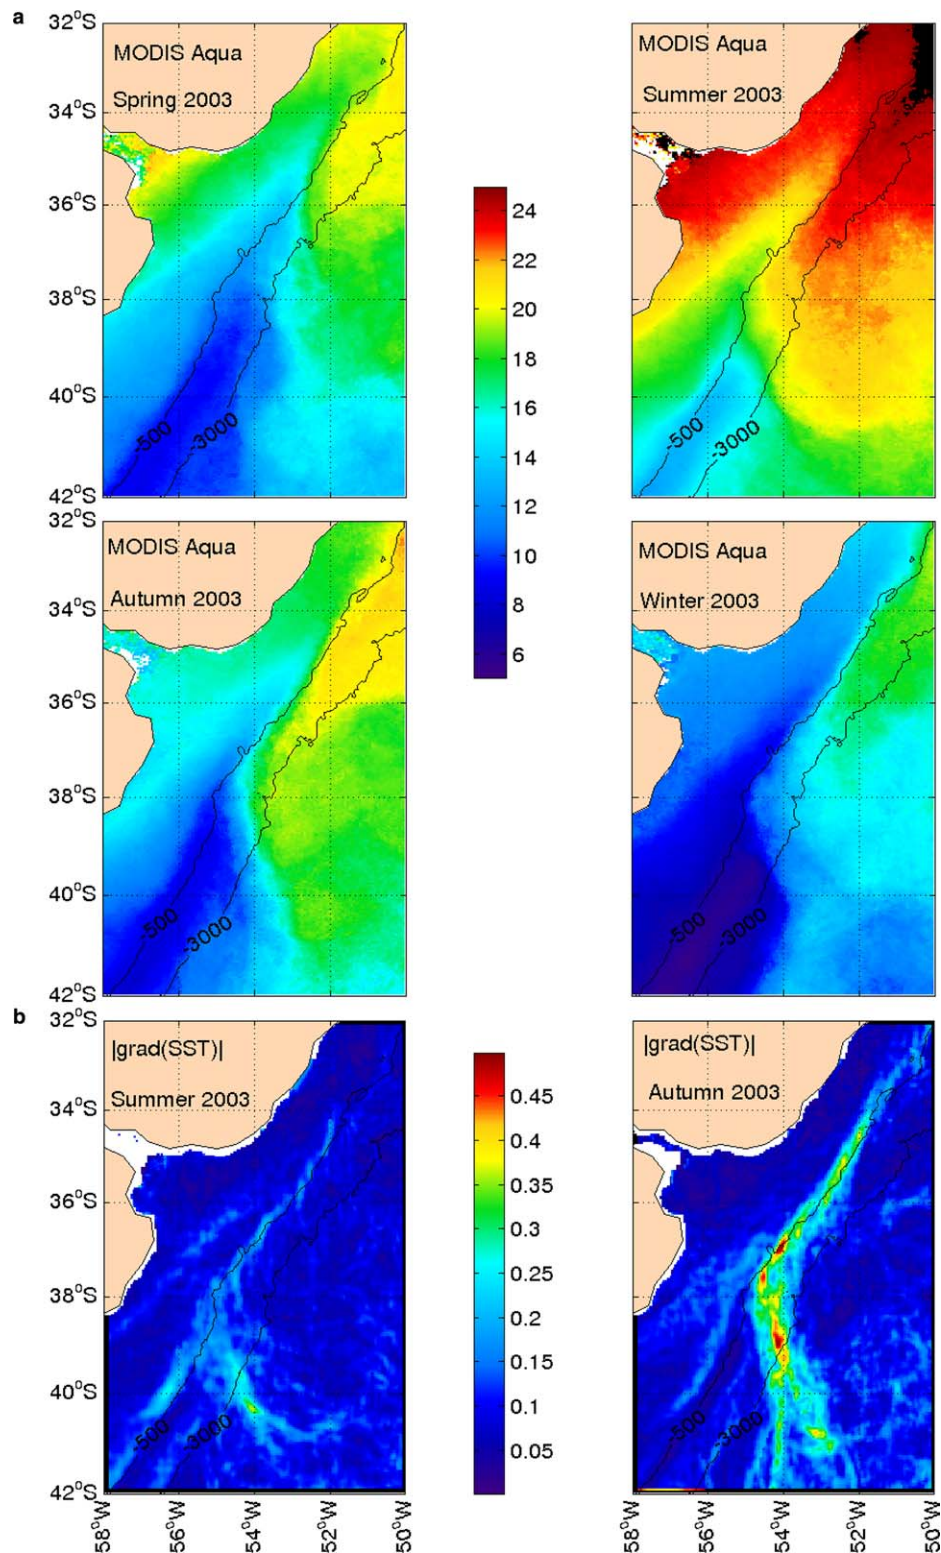 a
32°S
34°S
36°S
38°S
40°S
42°S
MODIS Aqua
Spring 2003
-500
-3000
24
22
20
18
16
14
12
10
8
6
MODIS Aqua
Summer 2003
-500
-3000
32°S
34°S
36°S
38°S
40°S
42°S
MODIS Aqua
Autumn 2003
-500
-3000
MODIS Aqua
Winter 2003
-500
-3000
b
32°S
34°S
36°S
38°S
40°S
42°S
|grad(SST)|
Summer 2003
-500
-3000
58°W
56°W
54°W
52°W
50°W
0.45
0.4
0.35
0.3
0.25
0.2
0.15
0.1
0.05
|grad(SST)|
Autumn 2003
-500
-3000
58°W
56°W
54°W
52°W
50°W